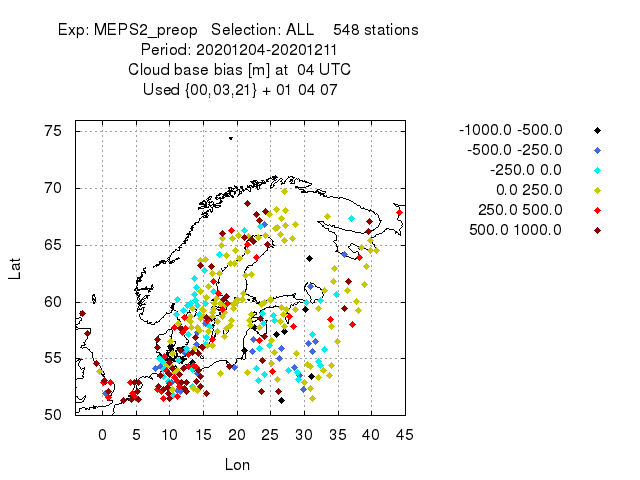 Exp: MEPS2_preop   Selection: ALL    548 stations
Period: 20201204-20201211
Cloud base bias [m] at  04 UTC
Used {00,03,21} + 01 04 07
-1000.0 -500.0
-500.0 -250.0
-250.0 0.0
0.0 250.0
250.0 500.0
500.0 1000.0
75
70
65
60
55
50
Lat
0 5 10 15 20 25 30 35 40 45
Lon